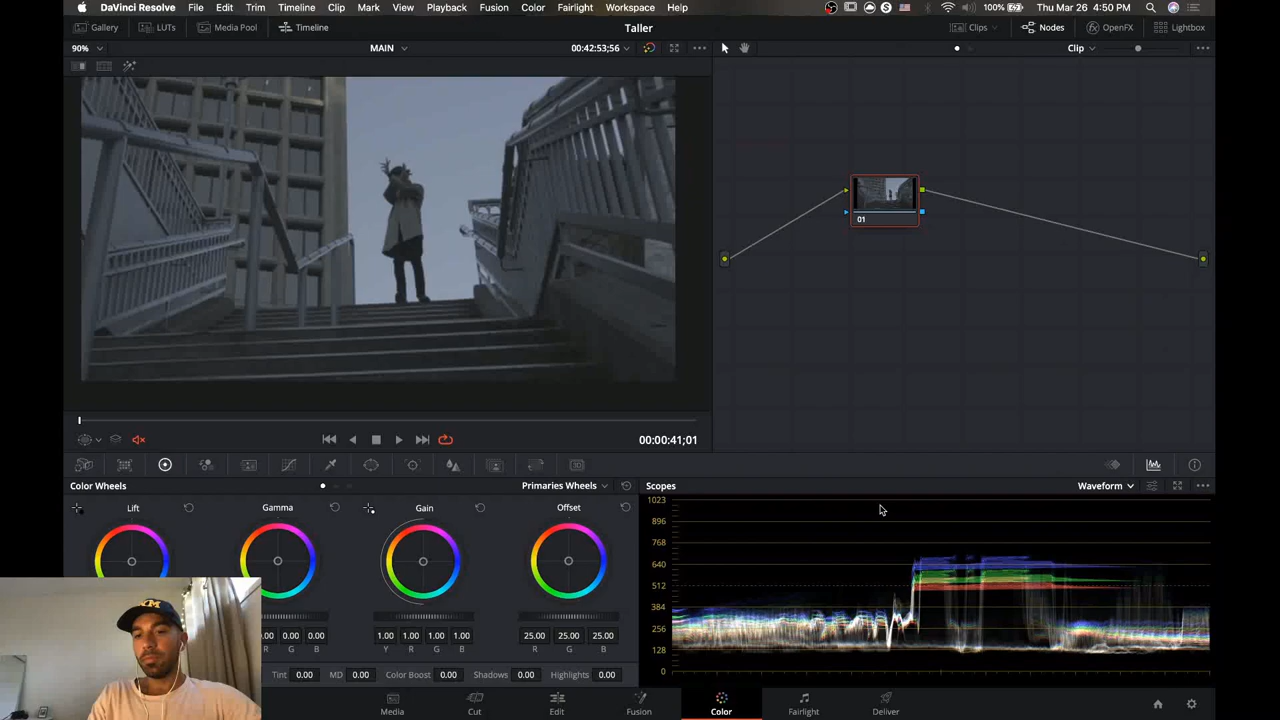 DaVinci Resolve File Edit Trim Timeline Clip Mark View Playback Fusion Color Fairlight Workspace Help 100% Thu Mar 26 4:50 PM
Gallery LUTs Media Pool Timeline Taller Clips Nodes OpenFX Lightbox
90% MAIN 00:42:53;56 Clip
01
00:00:41;01
Color Wheels Primaries Wheels Scopes Waveform
Lift Gamma Gain Offset
1023
896
768
640
512
384
256
128
0
0.00 0.00 1.00 1.00 1.00 1.00 25.00 25.00 25.00
R G B Y R G B R G B
Tint 0.00 MD 0.00 Color Boost 0.00 Shadows 0.00 Highlights 0.00
Media Cut Edit Fusion Color Fairlight Deliver